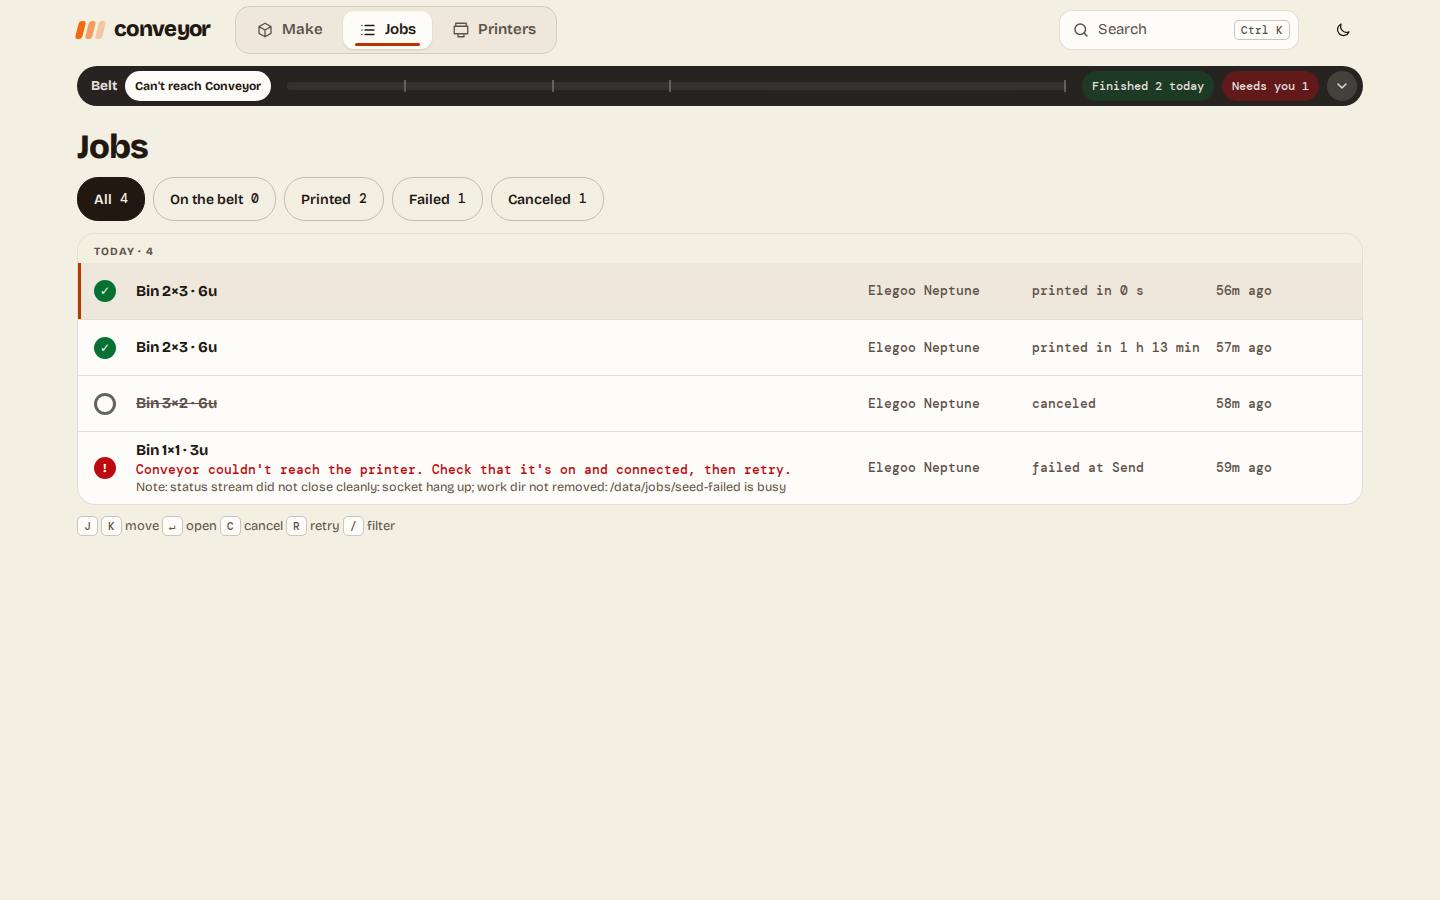 conveyor
Make
Jobs
Printers
Search
Ctrl K
Belt
Can't reach Conveyor
Finished 2 today
Needs you 1
Jobs
All 4
On the belt 0
Printed 2
Failed 1
Canceled 1
TODAY · 4
✓ Bin 2×3 · 6u Elegoo Neptune printed in 0 s 56m ago
✓ Bin 2×3 · 6u Elegoo Neptune printed in 1 h 13 min 57m ago
Bin 3×2 · 6u Elegoo Neptune canceled 58m ago
Bin 1×1 · 3u
! Conveyor couldn't reach the printer. Check that it's on and connected, then retry. Elegoo Neptune failed at Send 59m ago
Note: status stream did not close cleanly: socket hang up; work dir not removed: /data/jobs/seed-failed is busy
J K move ↵ open C cancel R retry / filter